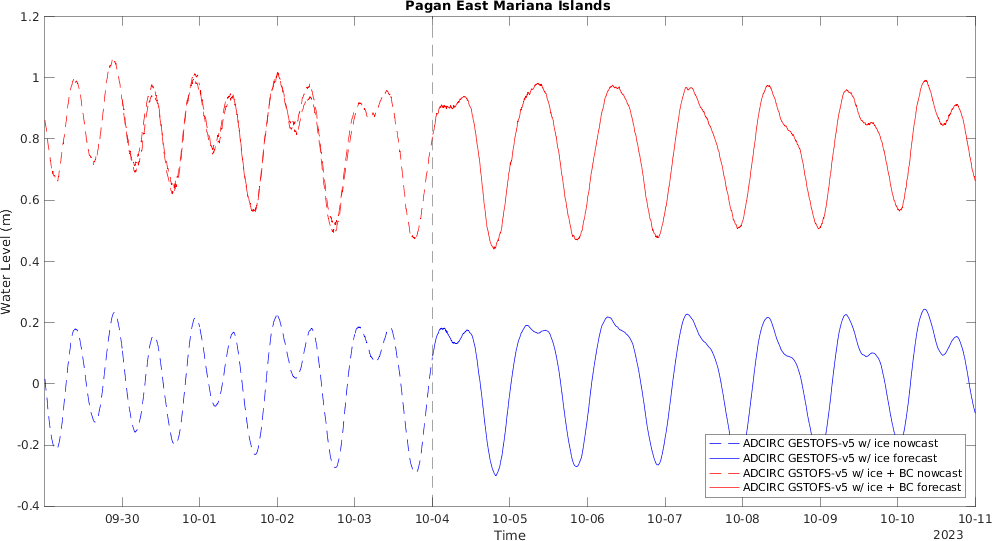 Pagan East Mariana Islands
1.2
1
0.8
0.6
0.4
0.2
0
-0.2
-0.4
Water Level (m)
ADCIRC GESTOFS-v5 w/ ice nowcast
ADCIRC GESTOFS-v5 w/ ice forecast
ADCIRC GSTOFS-v5 w/ ice + BC nowcast
ADCIRC GSTOFS-v5 w/ ice + BC forecast
09-30 10-01 10-02 10-03 10-04 10-05 10-06 10-07 10-08 10-09 10-10 10-11
Time
2023